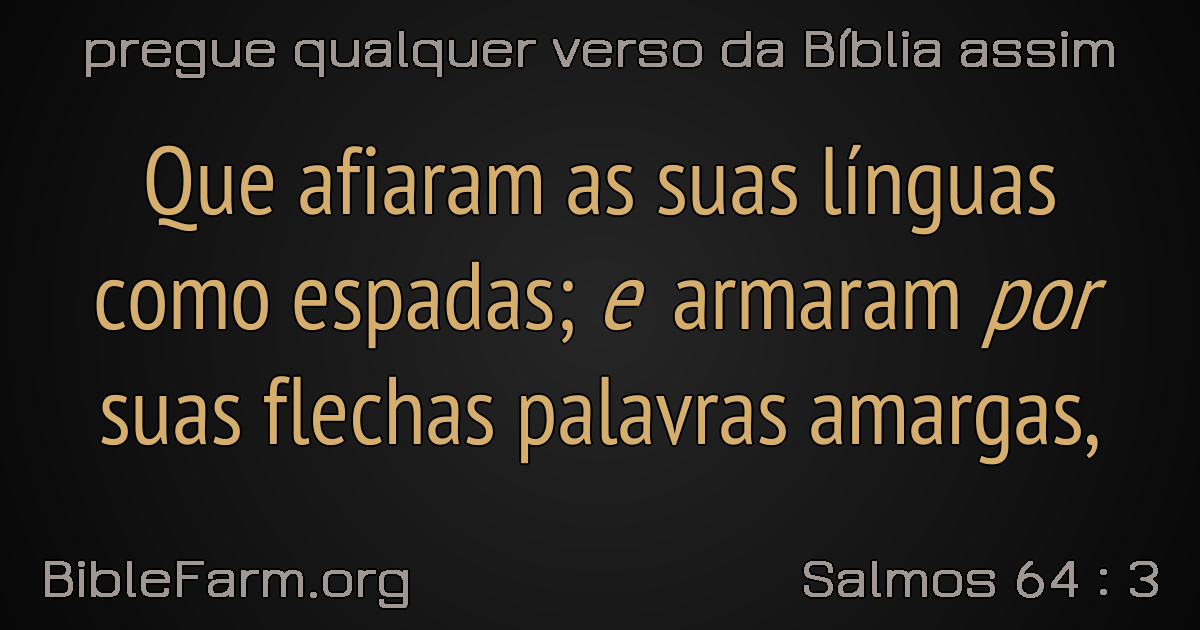 pregue qualquer verso da Bíblia assim
Que afiaram as suas línguas
como espadas; e armaram por
suas flechas palavras amargas,
BibleFarm.org
Salmos 64 : 3